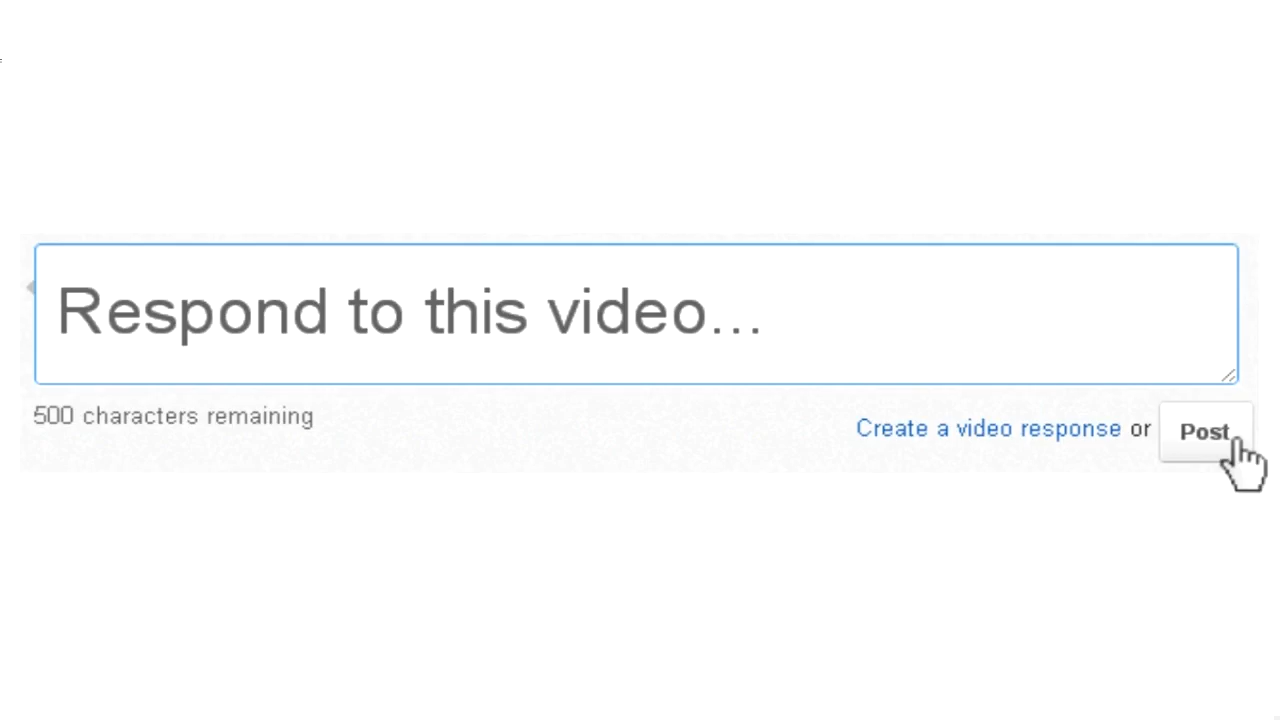 Respond to this video...
500 characters remaining
Create a video response or Post